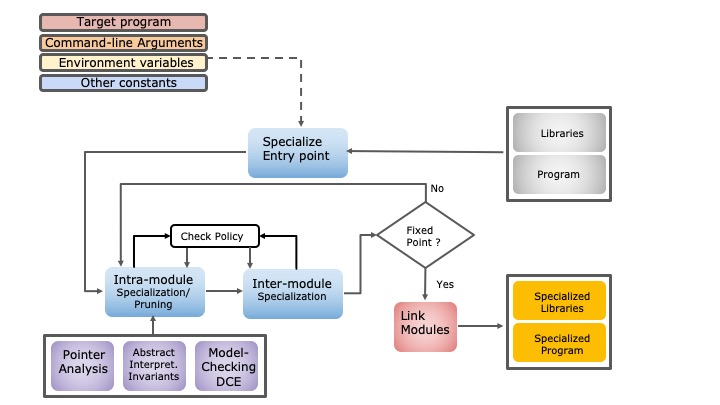 Target program
Command-line Arguments
Environment variables
Other constants
Specialize
Entry point
Libraries
Program
No
Check Policy
Fixed
Point ?
Intra-module
Specialization/
Pruning
Inter-module
Specialization
Yes
Link
Modules
Specialized
Libraries
Specialized
Program
Pointer
Analysis
Abstract
Interpret.
Invariants
Model-
Checking
DCE